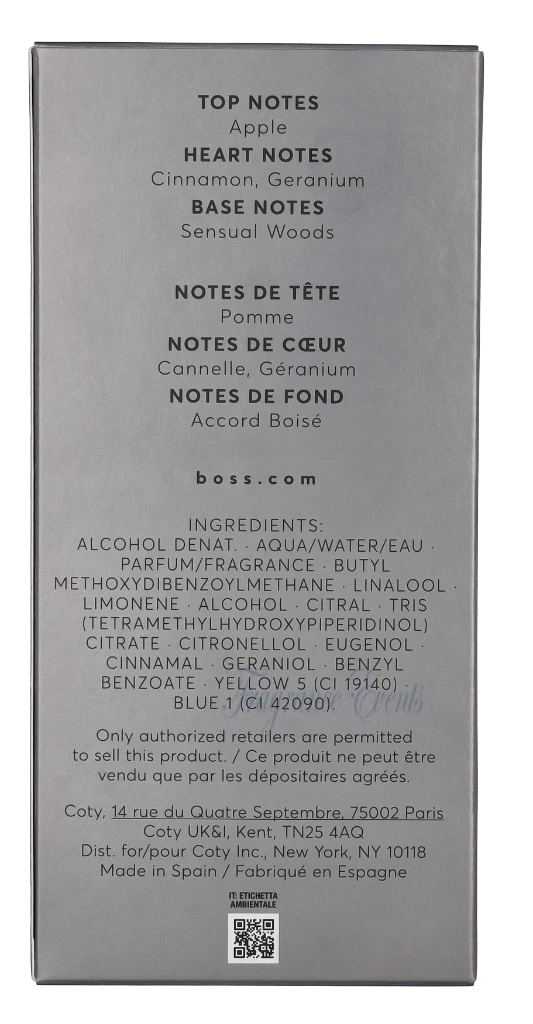 TOP NOTES
Apple
HEART NOTES
Cinnamon, Geranium
BASE NOTES
Sensual Woods
NOTES DE TÊTE
Pomme
NOTES DE CŒUR
Cannelle, Géranium
NOTES DE FOND
Accord Boisé
boss.com
INGREDIENTS:
ALCOHOL DENAT. · AQUA/WATER/EAU ·
PARFUM/FRAGRANCE · BUTYL
METHOXYDIBENZOYLMETHANE · LINALOOL ·
LIMONENE · ALCOHOL · CITRAL · TRIS
(TETRAMETHYLHYDROXYPIPERIDINOL)
CITRATE · CITRONELLOL · EUGENOL ·
CINNAMAL · GERANIOL · BENZYL
BENZOATE · YELLOW 5 (CI 19140) ·
BLUE 1 (CI 42090).
Fragrance Events
Only authorized retailers are permitted
to sell this product. / Ce produit ne peut être
vendu que par les dépositaires agréés.
Coty, 14 rue du Quatre Septembre, 75002 Paris
Coty UK&I, Kent, TN25 4AQ
Dist. for/pour Coty Inc., New York, NY 10118
Made in Spain / Fabriqué en Espagne
IT: ETICHETTA
AMBIENTALE